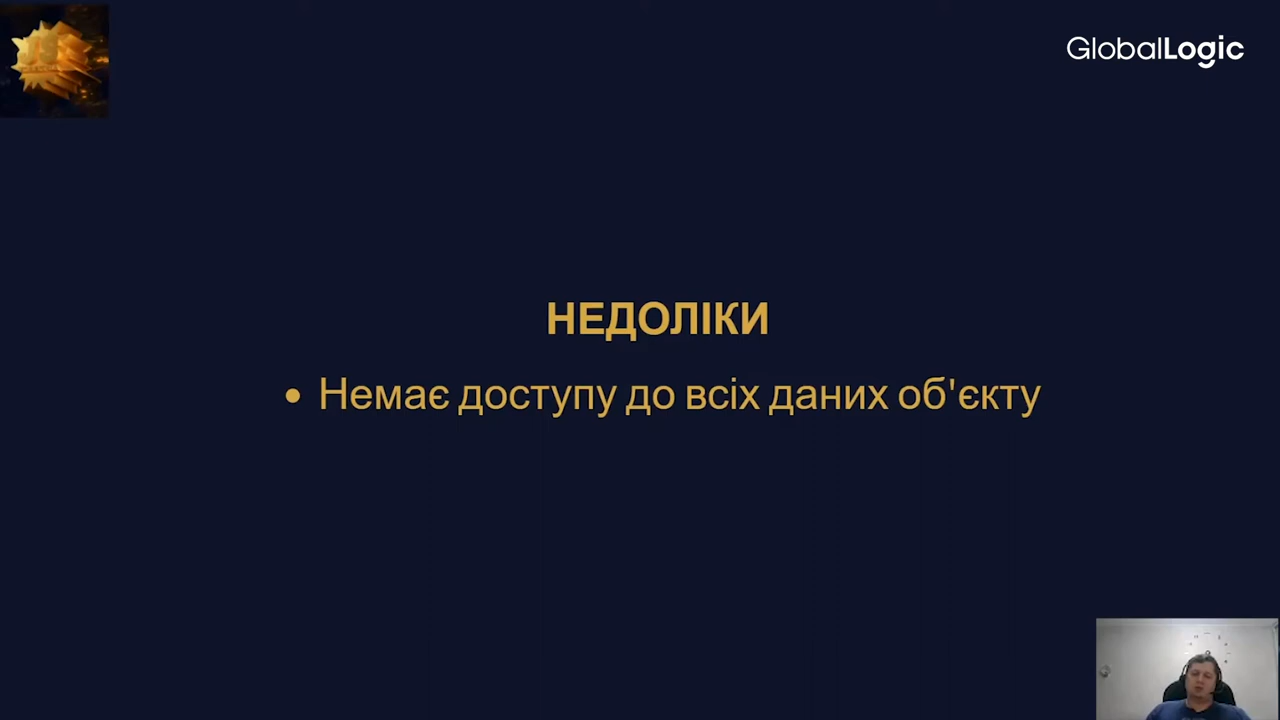 GlobalLogic
НЕДОЛІКИ
• Немає доступу до всіх даних об'єкту